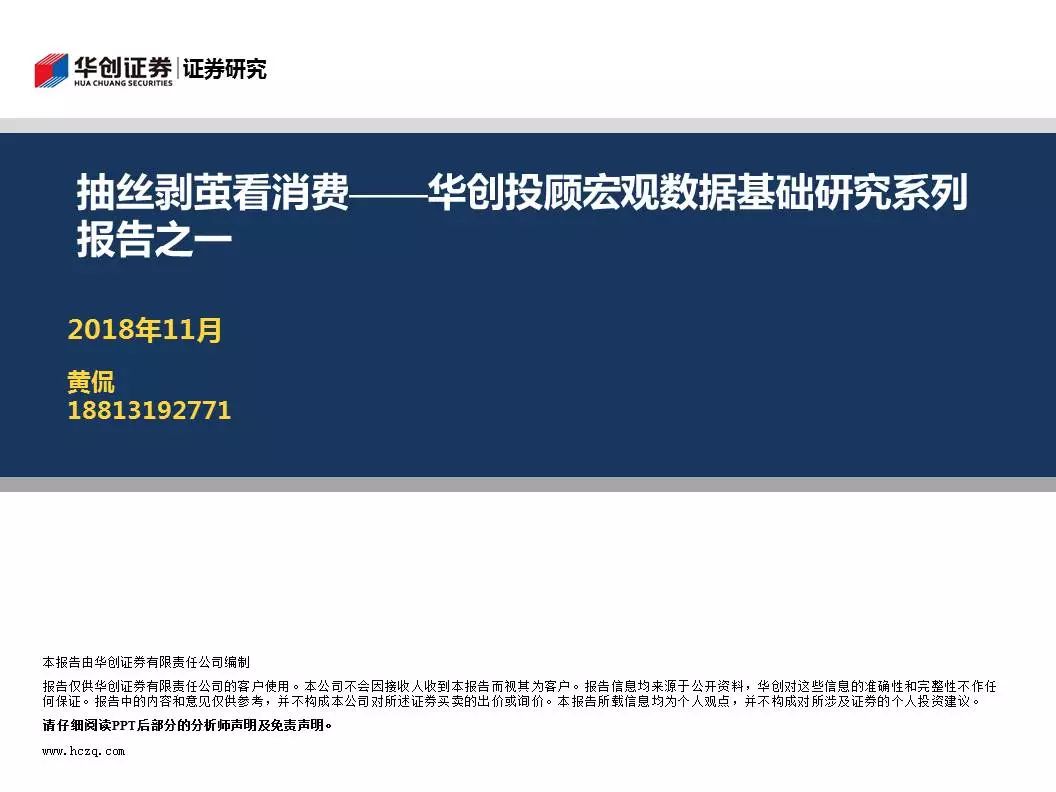 华创证券|证券研究
HUA CHUANG SECURITIES
抽丝剥茧看消费——华创投顾宏观数据基础研究系列
报告之一
2018年11月
黄侃
18813192771
本报告由华创证券有限责任公司编制
报告仅供华创证券有限责任公司的客户使用。本公司不会因接收人收到本报告而视其为客户。报告信息均来源于公开资料，华创对这些信息的准确性和完整性不作任
何保证。报告中的内容和意见仅供参考，并不构成本公司对所述证券买卖的出价或询价。本报告所载信息均为个人观点，并不构成对所涉及证券的个人投资建议。
请仔细阅读PPT后部分的分析师声明及免责声明。
www.hczq.com